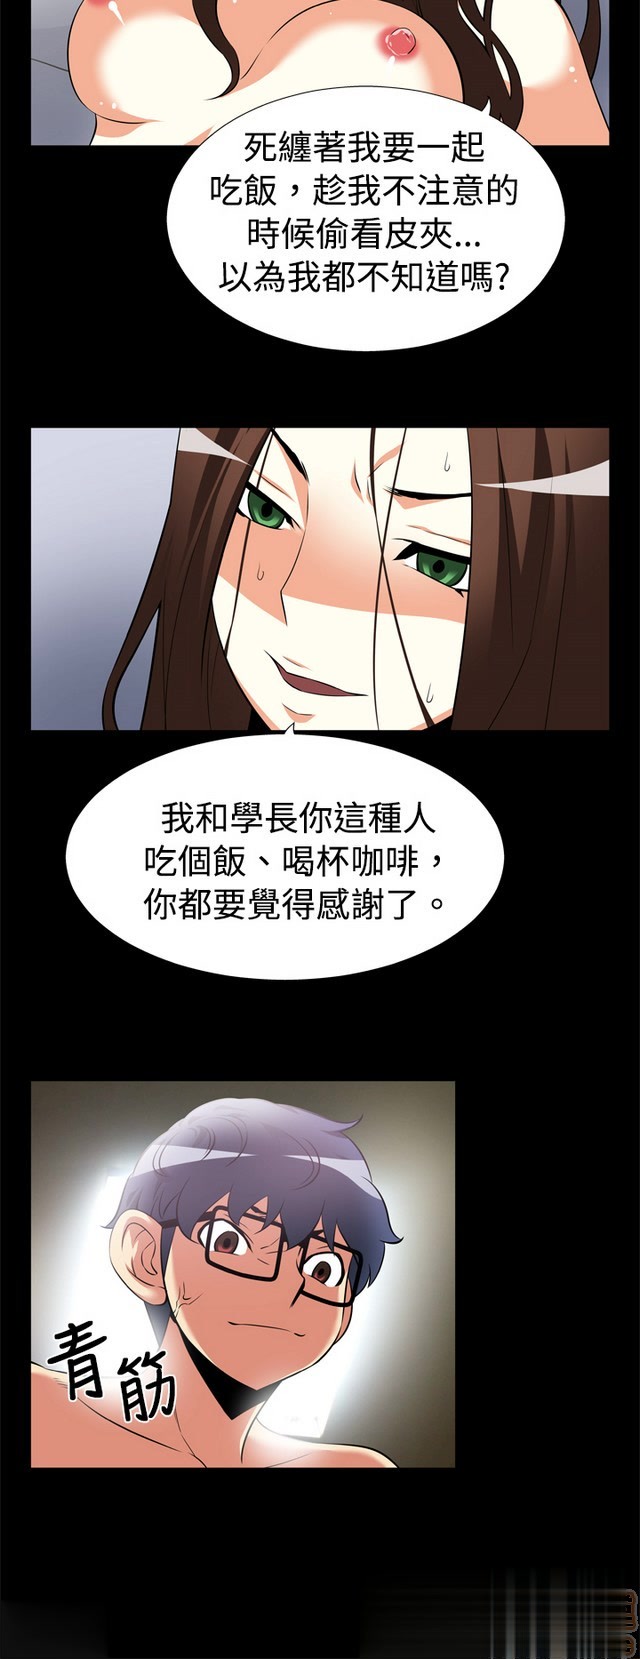 死纏著我要一起
吃飯，趁我不注意的
時候偷看皮夾...
以為我都不知道嗎?
我和學長你這種人
吃個飯、喝杯咖啡，
你都要覺得感謝了。
青筋